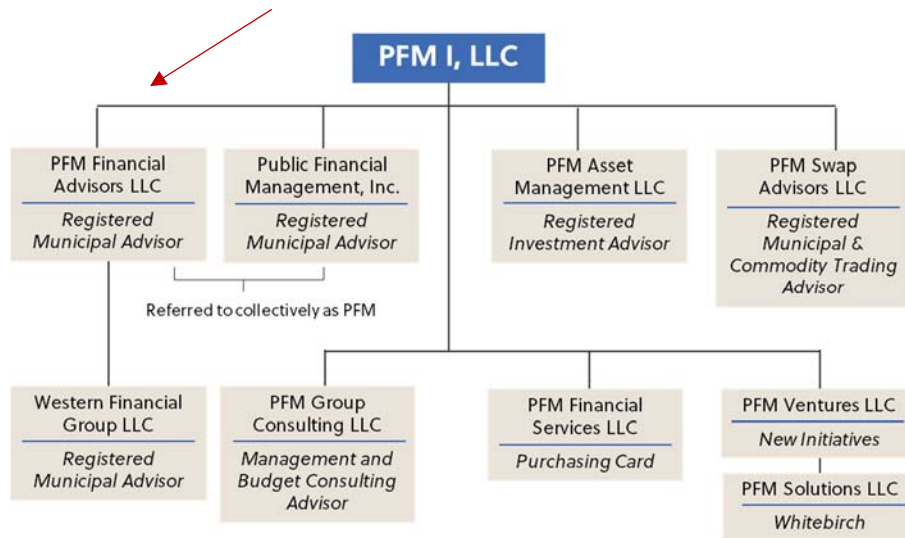 PFM I, LLC
PFM Financial
Advisors LLC
Registered
Municipal Advisor
Public Financial
Management, Inc.
Registered
Municipal Advisor
PFM Asset
Management LLC
Registered
Investment Advisor
PFM Swap
Advisors LLC
Registered
Municipal &
Commodity Trading
Advisor
Referred to collectively as PFM
Western Financial
Group LLC
Registered
Municipal Advisor
PFM Group
Consulting LLC
Management and
Budget Consulting
Advisor
PFM Financial
Services LLC
Purchasing Card
PFM Ventures LLC
New Initiatives
PFM Solutions LLC
Whitebirch